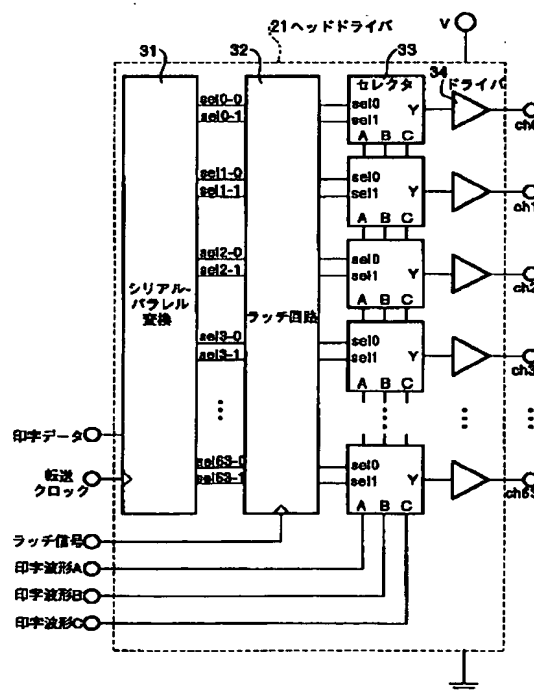 31
32
21ヘッドドライバ
33
V
34
セレクタ
ドライバ
sel0-0
sel0-1
sel0
sel1
Y
A B C
ch0
sel1-0
sel1-1
sel0
sel1
Y
A B C
ch1
sel2-0
sel2-1
sel0
sel1
Y
A B C
ch2
シリアル-
パラレル
変換
ラッチ回路
sel3-0
sel3-1
sel0
sel1
Y
A B C
ch3
印字データ
転送
クロック
sel63-0
sel63-1
sel0
sel1
Y
A B C
ch63
ラッチ信号
印字波形A
印字波形B
印字波形C